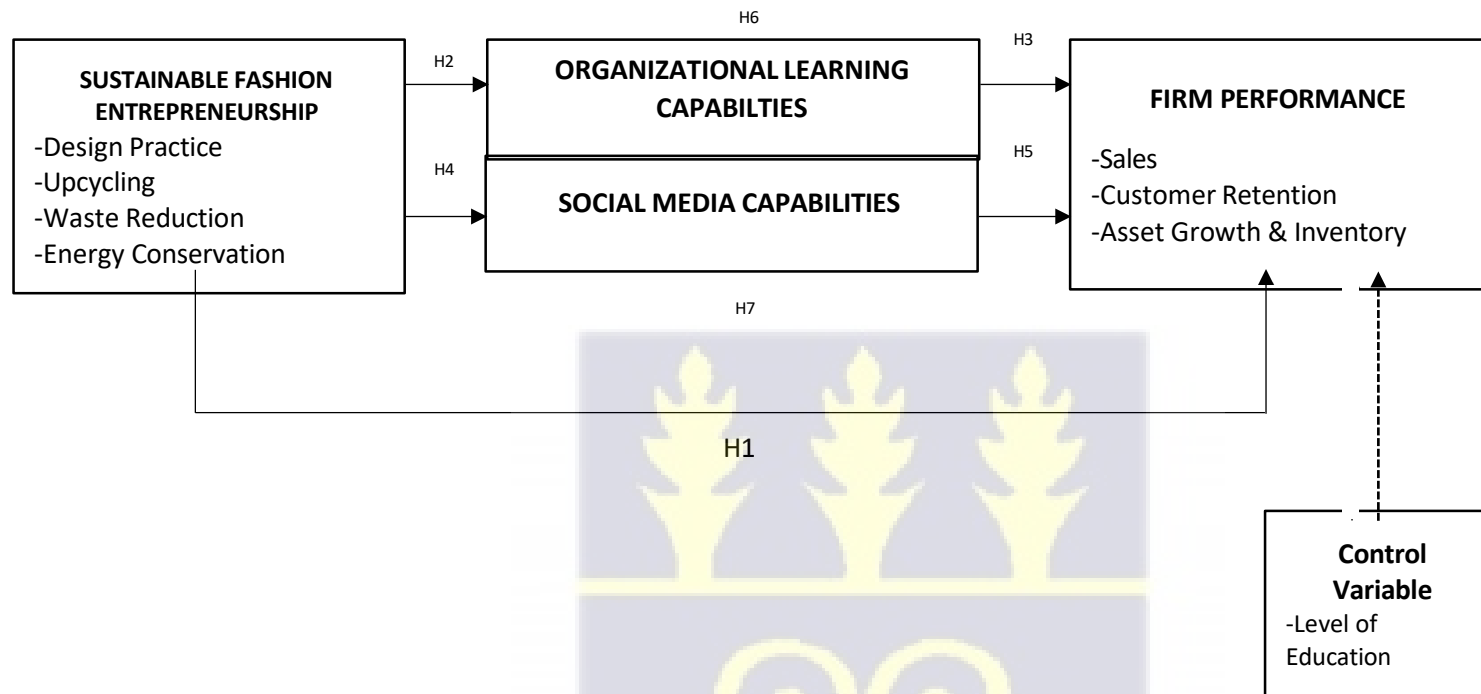 H6
H2
H3
SUSTAINABLE FASHION
ENTREPRENEURSHIP
-Design Practice
-Upcycling
-Waste Reduction
-Energy Conservation
ORGANIZATIONAL LEARNING
CAPABILTIES
H4
H5
SOCIAL MEDIA CAPABILITIES
FIRM PERFORMANCE
-Sales
-Customer Retention
-Asset Growth & Inventory
H7
H1
Control
Variable
-Level of
Education